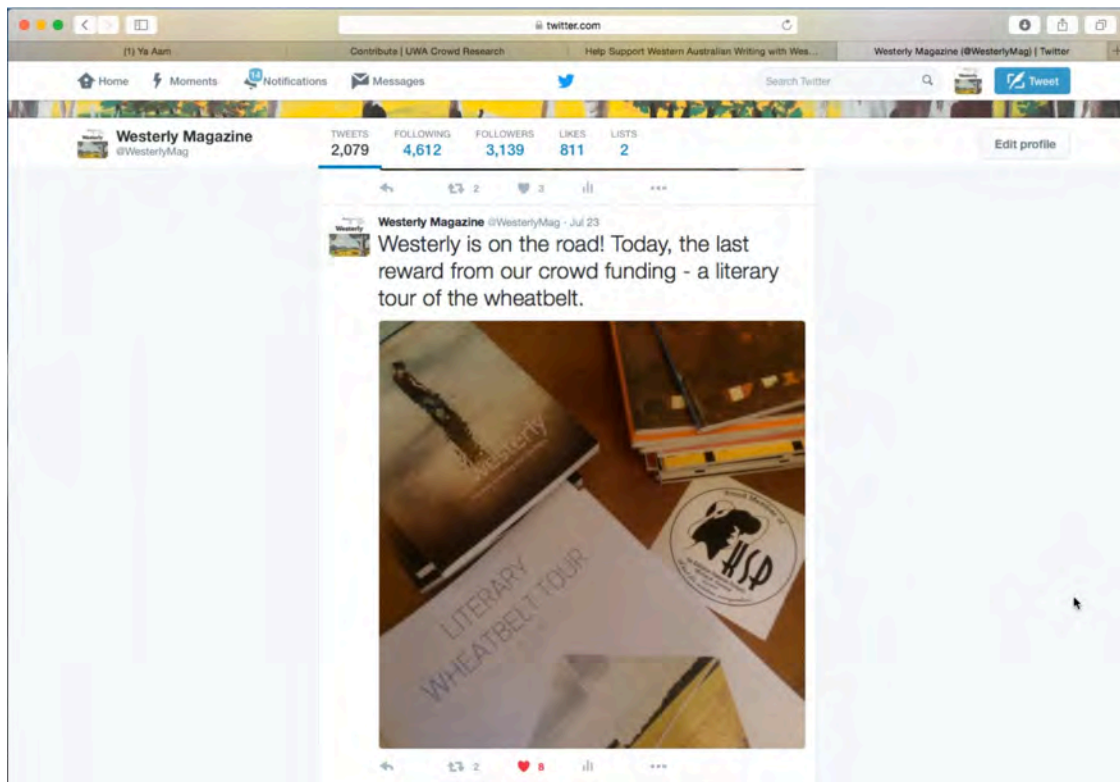 twitter.com
(1) Ya Aam
Contribute | UWA Crowd Research
Help Support Western Australian Writing with Wes...
Westerly Magazine (@WesterlyMag) | Twitter
Home
Moments
14
Notifications
Messages
Search Twitter
Tweet
Westerly Magazine
@WesterlyMag
TWEETS
2,079
FOLLOWING
4,612
FOLLOWERS
3,139
LIKES
811
LISTS
2
Edit profile
2
3
Westerly Magazine @WesterlyMag · Jul 23
Westerly is on the road! Today, the last
reward from our crowd funding - a literary
tour of the wheatbelt.
Westerly
Proud Member of
KSP
LITERARY
WHEATBELT TOUR
2
8